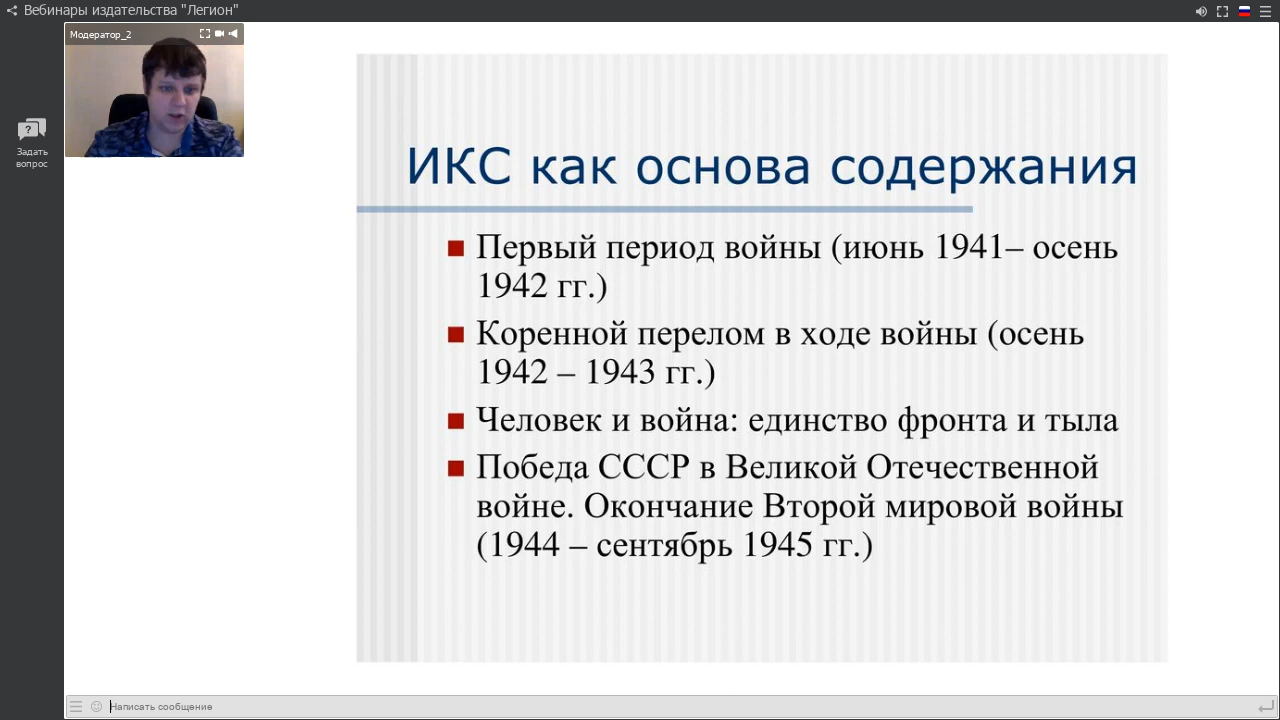 Вебинары издательства "Легион"
Модератор_2
Задать
вопрос
ИКС как основа содержания
Первый период войны (июнь 1941– осень
1942 гг.)
Коренной перелом в ходе войны (осень
1942 – 1943 гг.)
Человек и война: единство фронта и тыла
Победа СССР в Великой Отечественной
войне. Окончание Второй мировой войны
(1944 – сентябрь 1945 гг.)
Написать сообщение